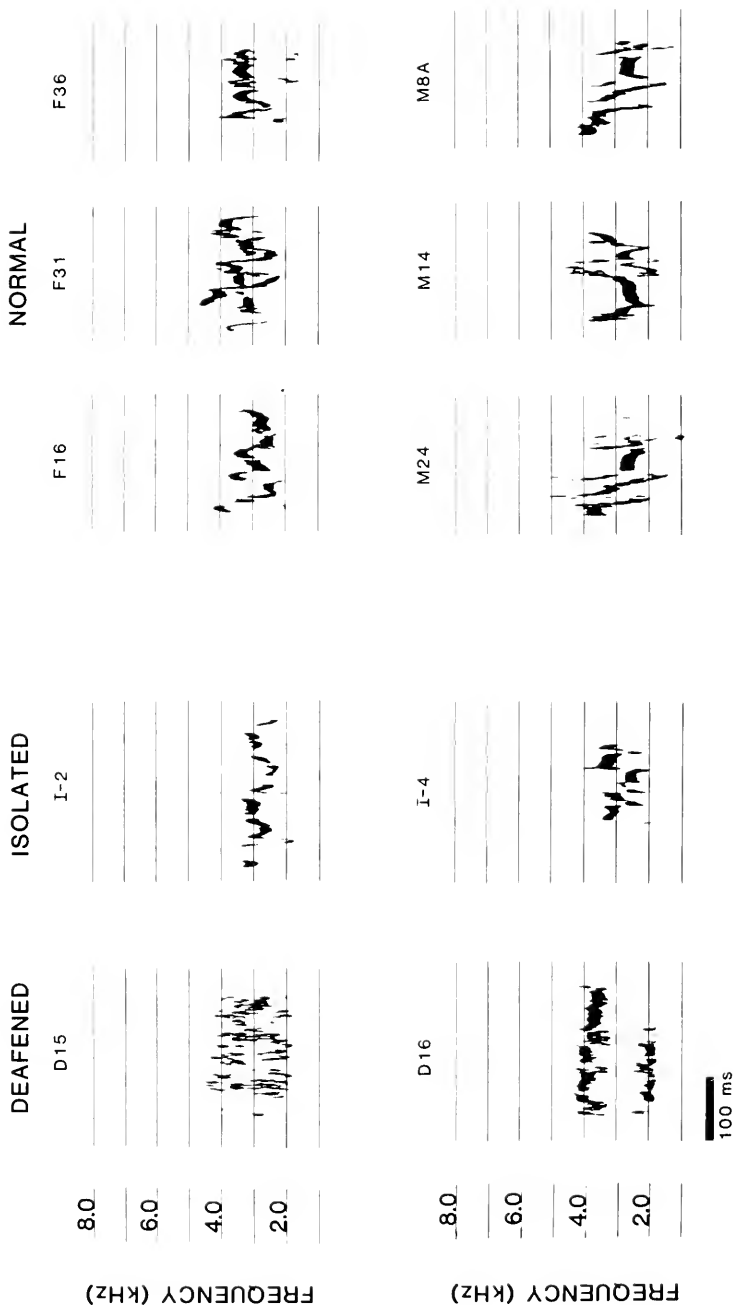 DEAFENED ISOLATED NORMAL
D15 I-2 F16 F31 F36
8.0
6.0
4.0
2.0
FREQUENCY (kHz)
D16 I-4 M24 M14 M8A
8.0
6.0
4.0
2.0
FREQUENCY (kHz)
100 ms